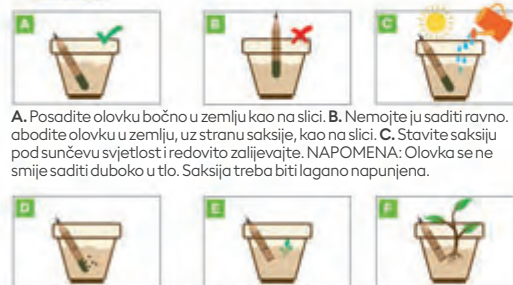 A
B
C
A. Posadite olovku bočno u zemlju kao na slici. B. Nemojte ju saditi ravno.
abodite olovku u zemlju, uz stranu saksije, kao na slici. C. Stavite saksiju
pod sunčevu svjetlost i redovito zalijevajte. NAPOMENA: Olovka se ne
smije saditi duboko u tlo. Saksija treba biti lagano napunjena.
D
E
F